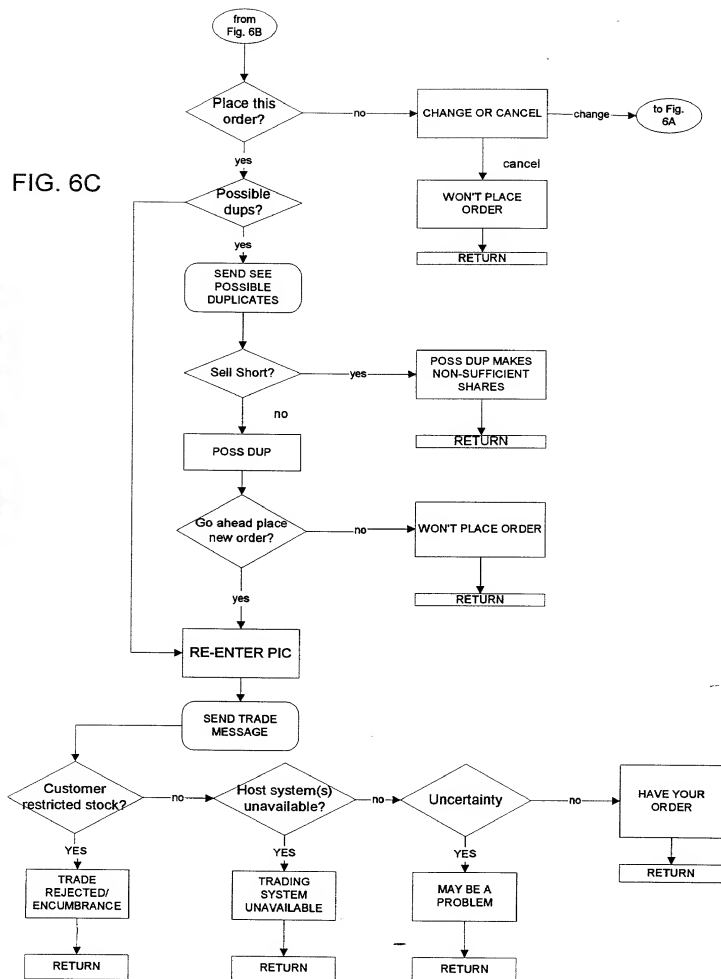 from
Fig. 6B
Place this
order?
no
CHANGE OR CANCEL
change
to Fig.
6A
yes
cancel
FIG. 6C
Possible
dups?
WON'T PLACE
ORDER
RETURN
yes
SEND SEE
POSSIBLE
DUPLICATES
Sell Short?
yes
POSS DUP MAKES
NON-SUFFICIENT
SHARES
no
RETURN
POSS DUP
Go ahead place
new order?
no
WON'T PLACE ORDER
yes
RETURN
RE-ENTER PIC
SEND TRADE
MESSAGE
Customer
restricted stock?
no
Host system(s)
unavailable?
no
Uncertainty
no
HAVE YOUR
ORDER
RETURN
YES
YES
YES
TRADE
REJECTED/
ENCUMBRANCE
TRADING
SYSTEM
UNAVAILABLE
MAY BE A
PROBLEM
RETURN
RETURN
RETURN